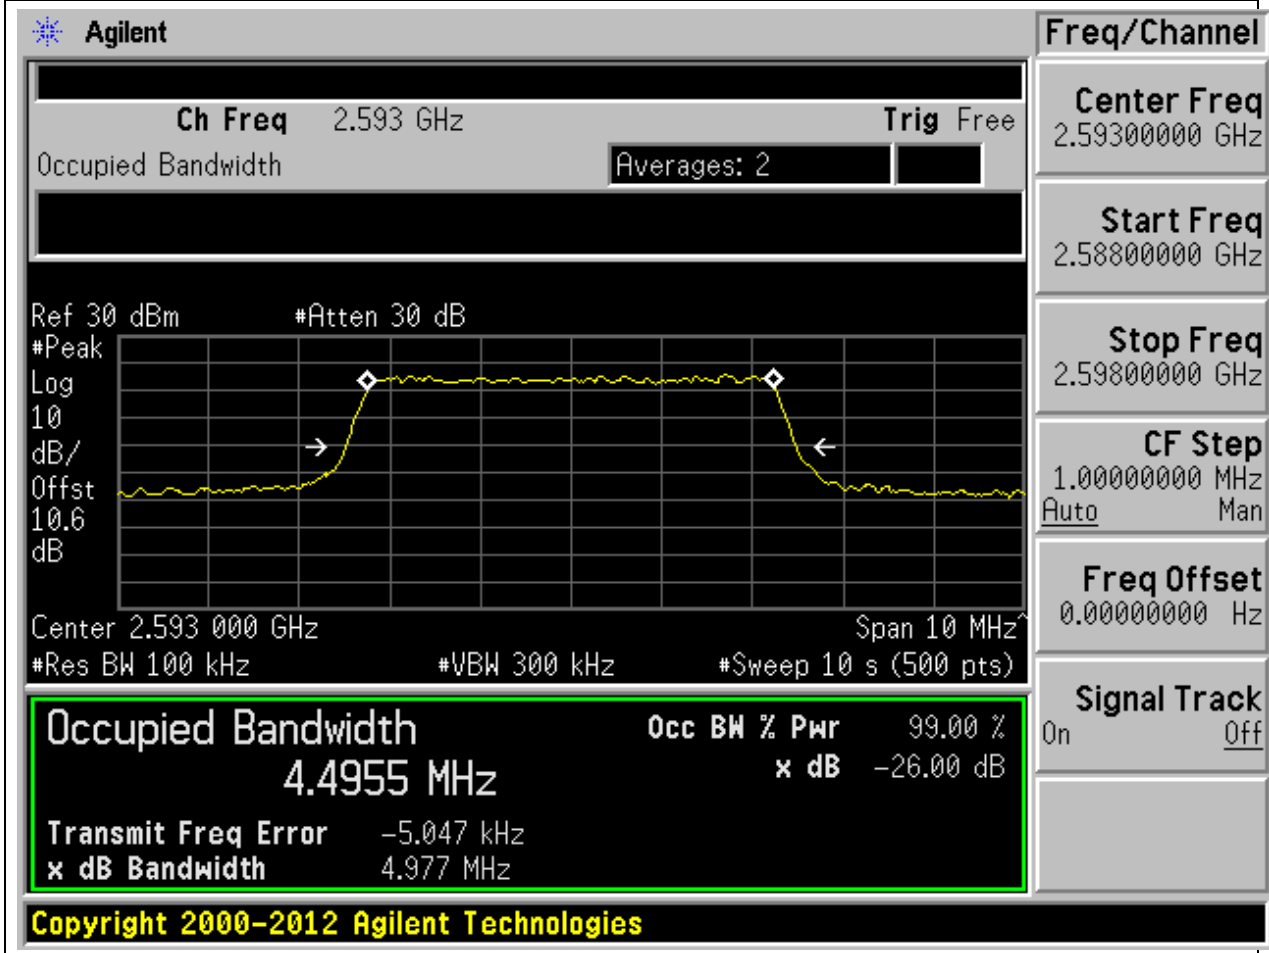 Agilent
Freq/Channel
Ch Freq 2.593 GHz Trig Free
Occupied Bandwidth Averages: 2
Center Freq
2.59300000 GHz
Start Freq
2.58800000 GHz
Stop Freq
2.59800000 GHz
CF Step
1.00000000 MHz
Auto Man
Freq Offset
0.00000000 Hz
Signal Track
On Off
Ref 30 dBm #Atten 30 dB
#Peak
Log
10
dB/
Offst
10.6
dB
Center 2.593 000 GHz Span 10 MHz^
#Res BW 100 kHz #VBW 300 kHz #Sweep 10 s (500 pts)
Occupied Bandwidth Occ BW % Pwr 99.00 %
4.4955 MHz x dB -26.00 dB
Transmit Freq Error -5.047 kHz
x dB Bandwidth 4.977 MHz
Copyright 2000-2012 Agilent Technologies